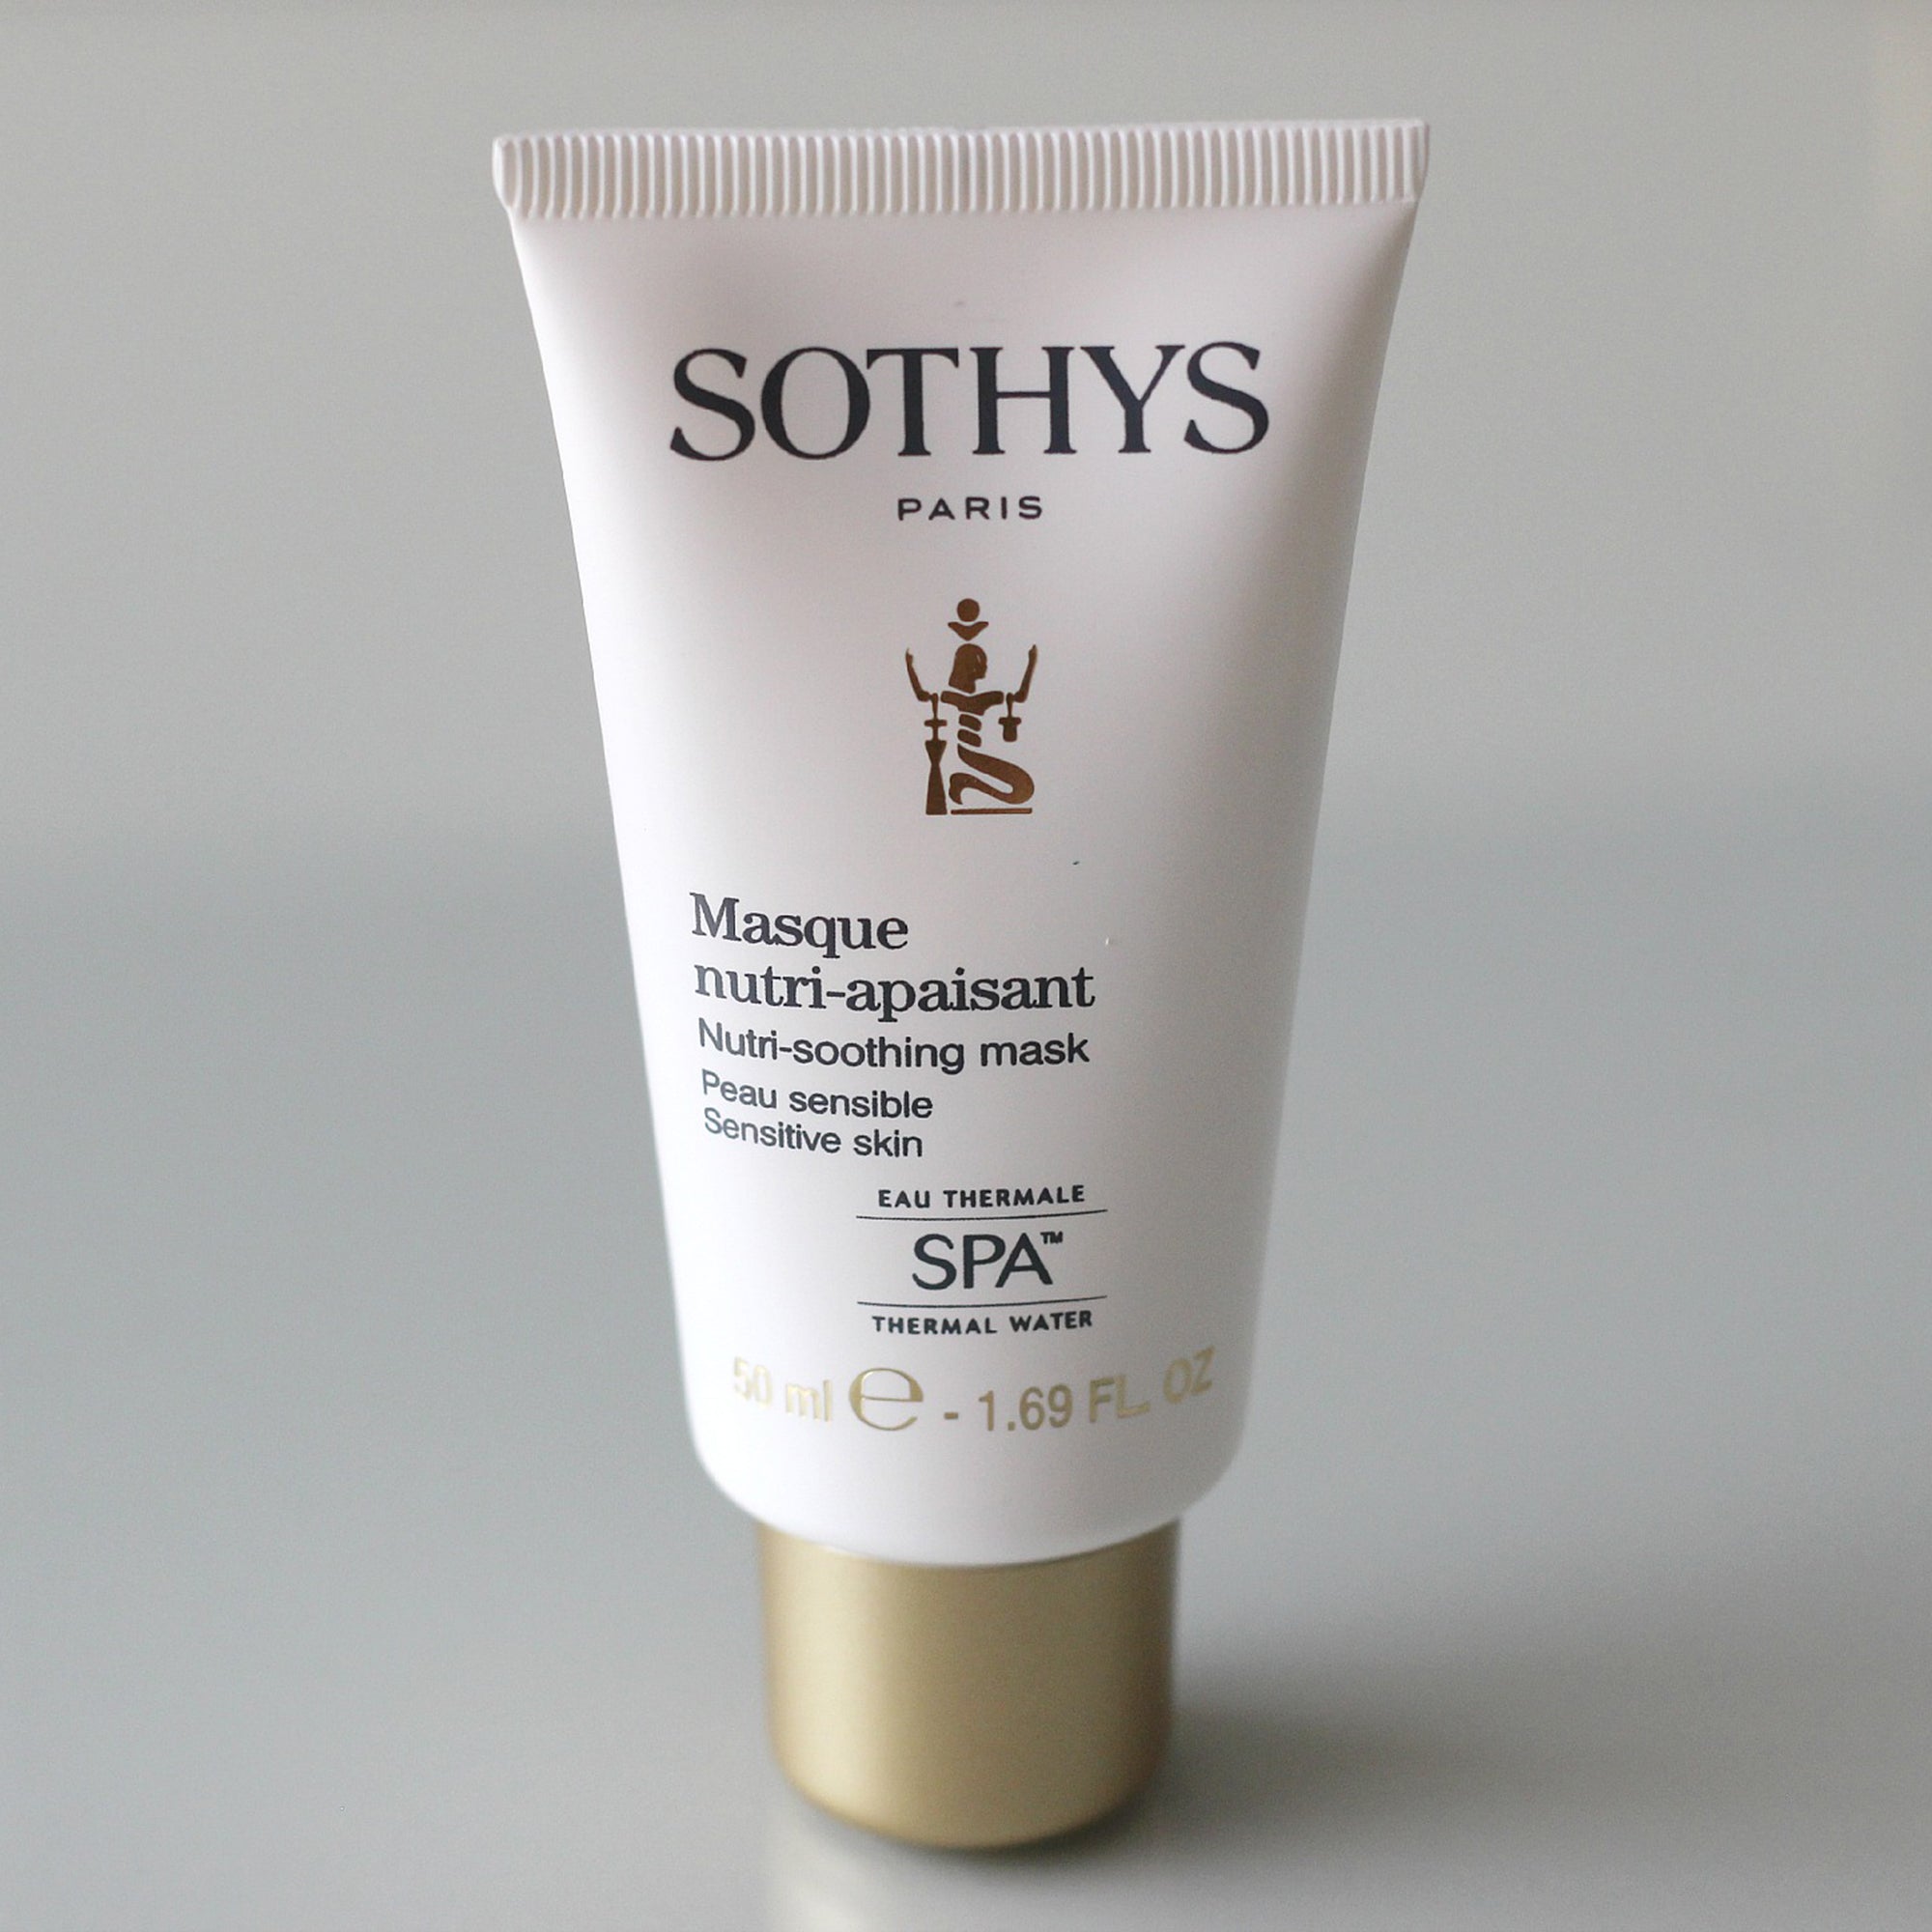 SOTHYS
PARIS
Masque
nutri-apaisant
Nutri-soothing mask
Peau sensible
Sensitive skin
EAU THERMALE
SPA™
THERMAL WATER
50 ml ℮ - 1.69 FL OZ